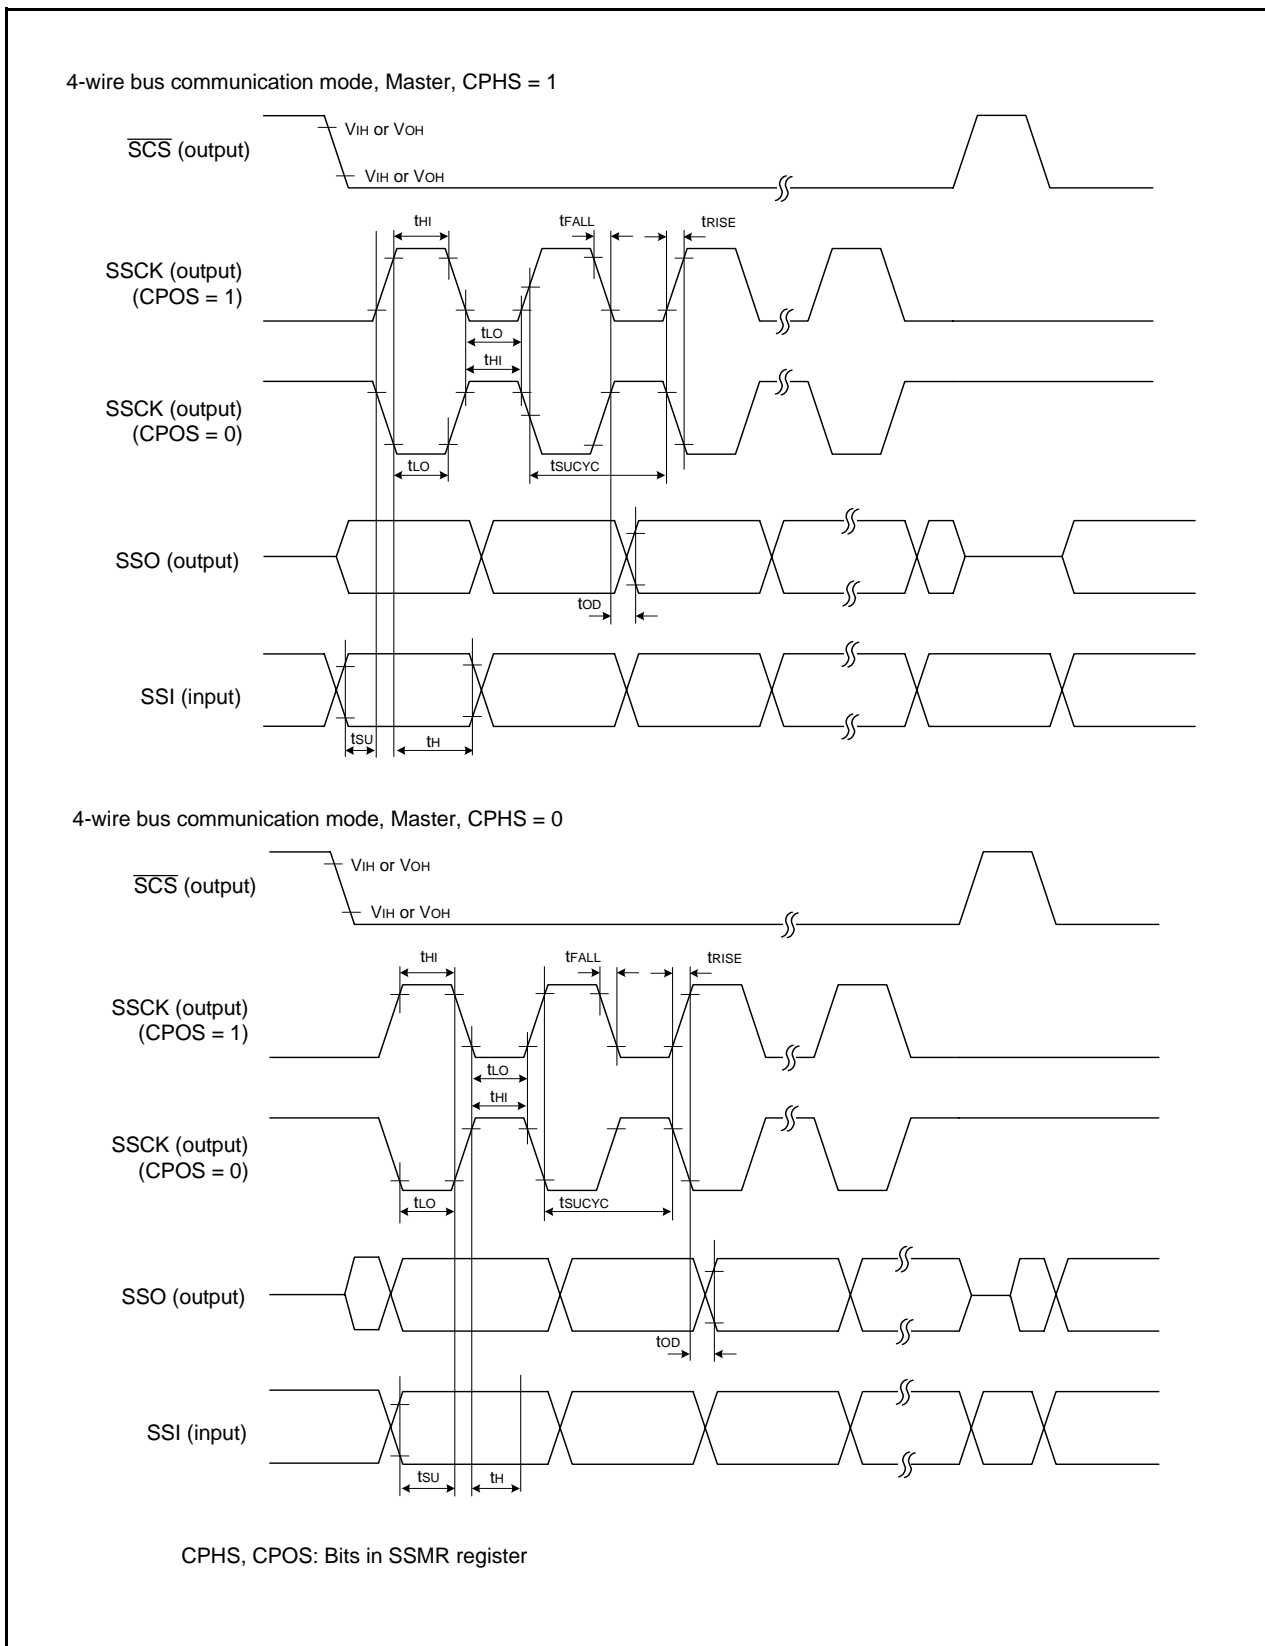 4-wire bus communication mode, Master, CPHS = 1
SCS (output)
VIH or VOH
VIH or VOH
tHI
tFALL
tRISE
SSCK (output)
(CPOS = 1)
tLO
tHI
SSCK (output)
(CPOS = 0)
tLO
tSUCYC
SSO (output)
tOD
SSI (input)
tSU
tH
4-wire bus communication mode, Master, CPHS = 0
SCS (output)
VIH or VOH
VIH or VOH
tHI
tFALL
tRISE
SSCK (output)
(CPOS = 1)
tLO
tHI
SSCK (output)
(CPOS = 0)
tLO
tSUCYC
SSO (output)
tOD
SSI (input)
tSU
tH
CPHS, CPOS: Bits in SSMR register